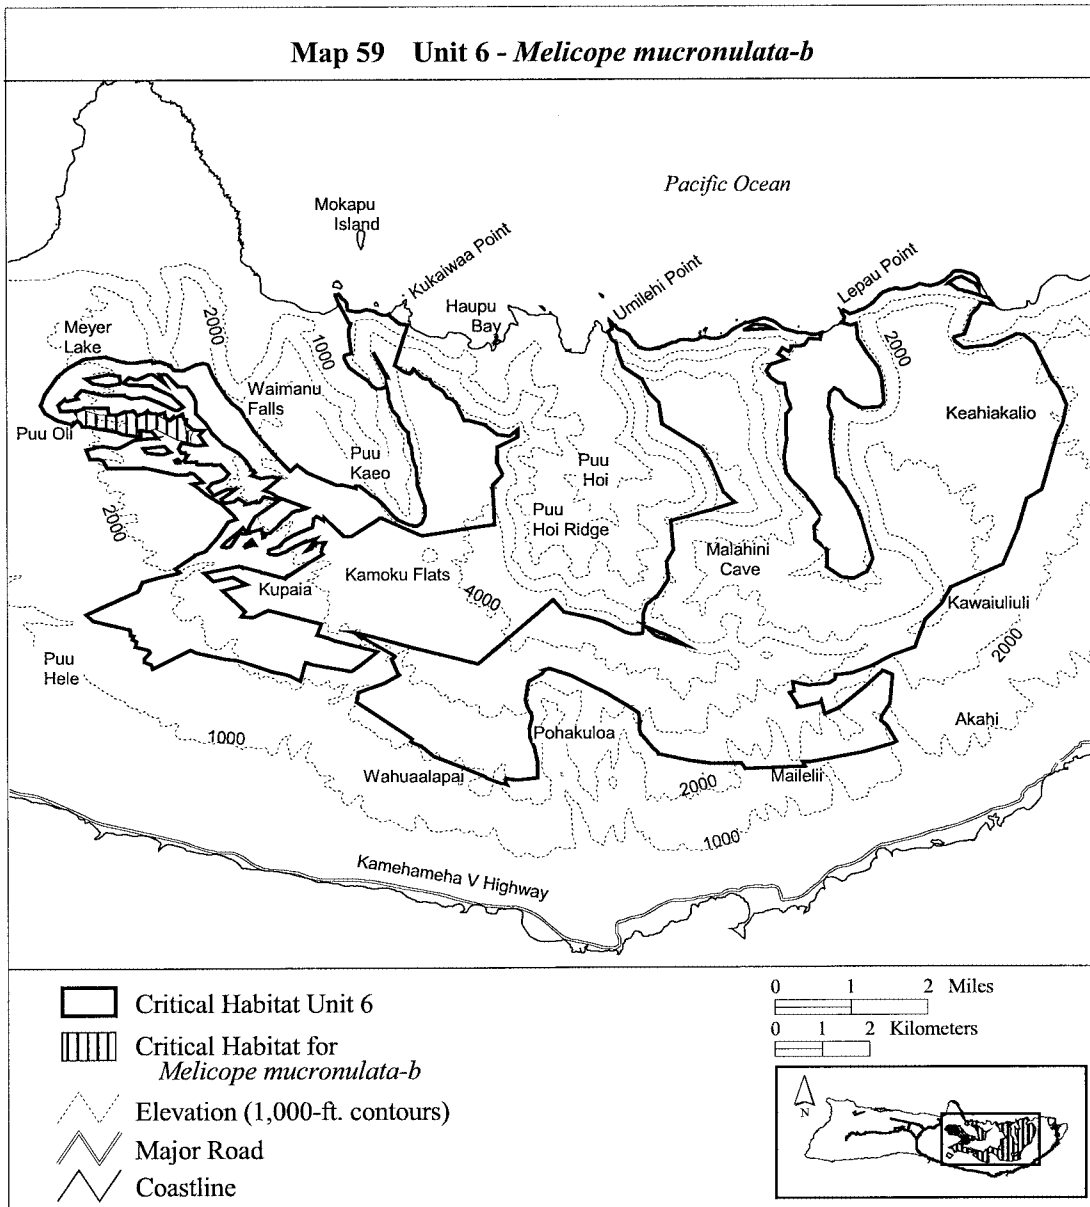 Map 59 Unit 6 - Melicope mucronulata-b
Pacific Ocean
Mokapu
Island
Kukaiwaa Point
Haupu
Bay
Umilehi Point
Lepau Point
Meyer
Lake
2000
1000
2000
Waimanu
Falls
Keahiakalio
Puu Oli
Puu
Kaeo
Puu
Hoi
2000
Puu
Hoi Ridge
Malahini
Cave
Kupaia
Kamoku Flats
4000
Kawaiuliuli
2000
Puu
Hele
1000
Pohakuloa
Akahi
Wahuaalapai
Mailelii
2000
1000
Kamehameha V Highway
Critical Habitat Unit 6
Critical Habitat for
Melicope mucronulata-b
Elevation (1,000-ft. contours)
Major Road
Coastline
0 1 2 Miles
0 1 2 Kilometers
N